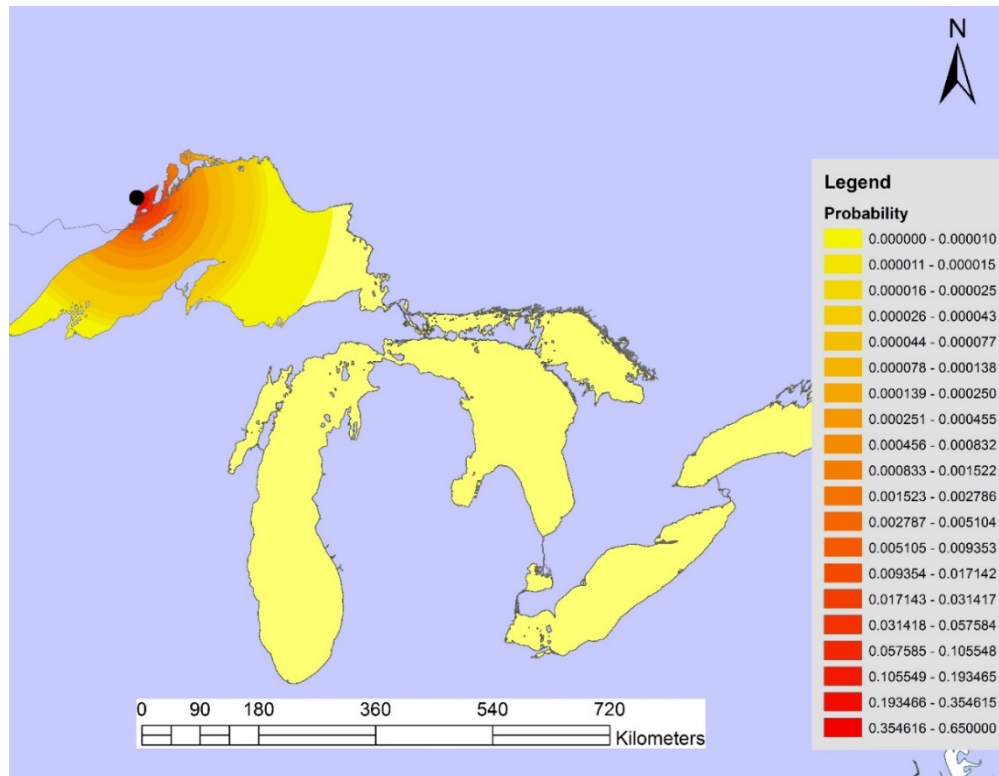 N
Legend
Probability
0.000000 - 0.000010
0.000011 - 0.000015
0.000016 - 0.000025
0.000026 - 0.000043
0.000044 - 0.000077
0.000078 - 0.000138
0.000139 - 0.000250
0.000251 - 0.000455
0.000456 - 0.000832
0.000833 - 0.001522
0.001523 - 0.002786
0.002787 - 0.005104
0.005105 - 0.009353
0.009354 - 0.017142
0.017143 - 0.031417
0.031418 - 0.057584
0.057585 - 0.105548
0.105549 - 0.193465
0.193466 - 0.354615
0.354616 - 0.650000
0 90 180 360 540 720
Kilometers